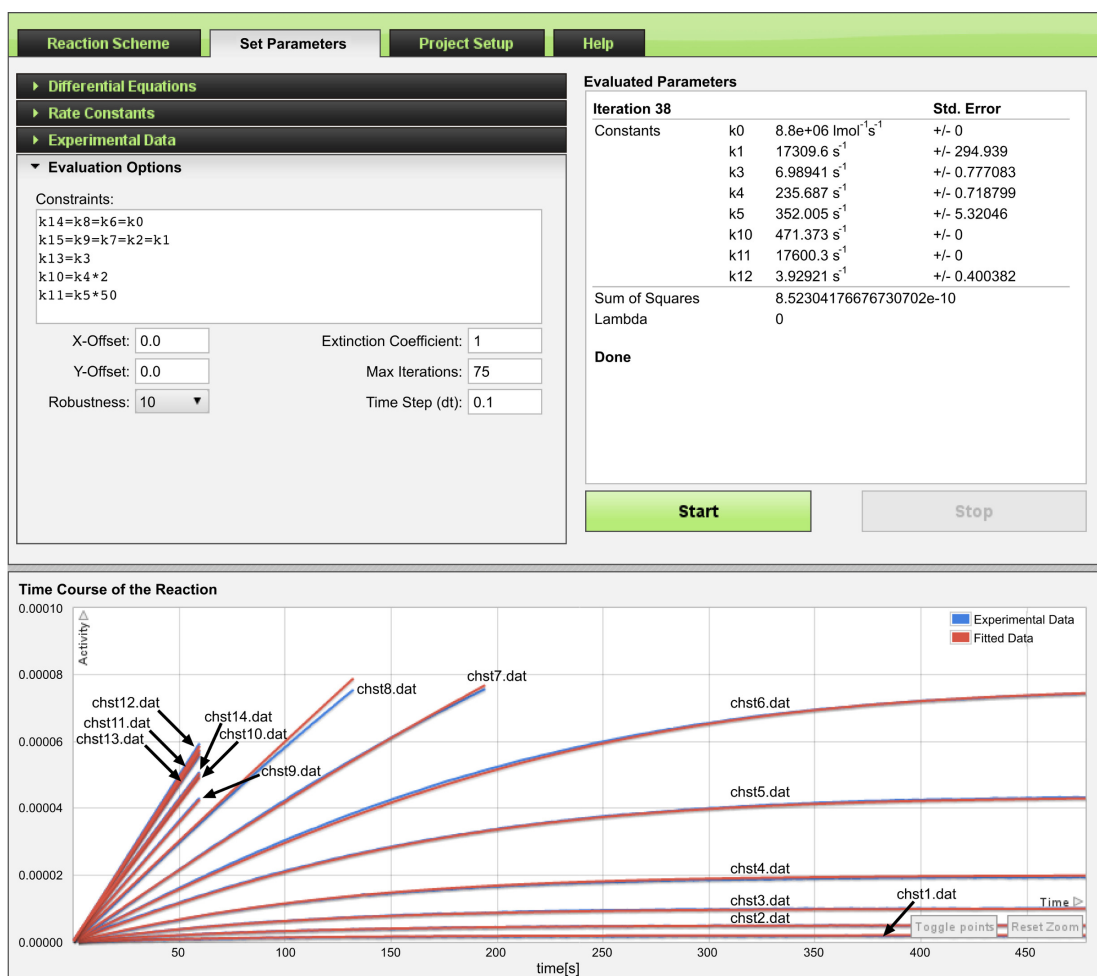 Reaction Scheme Set Parameters Project Setup Help
Differential Equations
Rate Constants
Experimental Data
Evaluation Options
Constraints:
k14=k8=k6=k0
k15=k9=k7=k2=k1
k13=k3
k10=k4*2
k11=k5*50
X-Offset: 0.0 Extinction Coefficient: 1
Y-Offset: 0.0 Max Iterations: 75
Robustness: 10 Time Step (dt): 0.1
Evaluated Parameters
Iteration 38 Std. Error
Constants k0 8.8e+06 lmol⁻¹s⁻¹ +/- 0
k1 17309.6 s⁻¹ +/- 294.939
k3 6.98941 s⁻¹ +/- 0.777083
k4 235.687 s⁻¹ +/- 0.718799
k5 352.005 s⁻¹ +/- 5.32046
k10 471.373 s⁻¹ +/- 0
k11 17600.3 s⁻¹ +/- 0
k12 3.92921 s⁻¹ +/- 0.400382
Sum of Squares 8.52304176676730702e-10
Lambda 0
Done
Start Stop
Time Course of the Reaction
0.00010
Activity
Experimental Data
Fitted Data
0.00008
chst7.dat
chst8.dat
chst12.dat
chst6.dat
chst11.dat
chst14.dat
chst13.dat
chst10.dat
0.00006
chst9.dat
chst5.dat
0.00004
0.00002
chst4.dat
chst1.dat
chst3.dat
Time
chst2.dat
Toggle points Reset Zoom
0.00000
50 100 150 200 250 300 350 400 450
time[s]